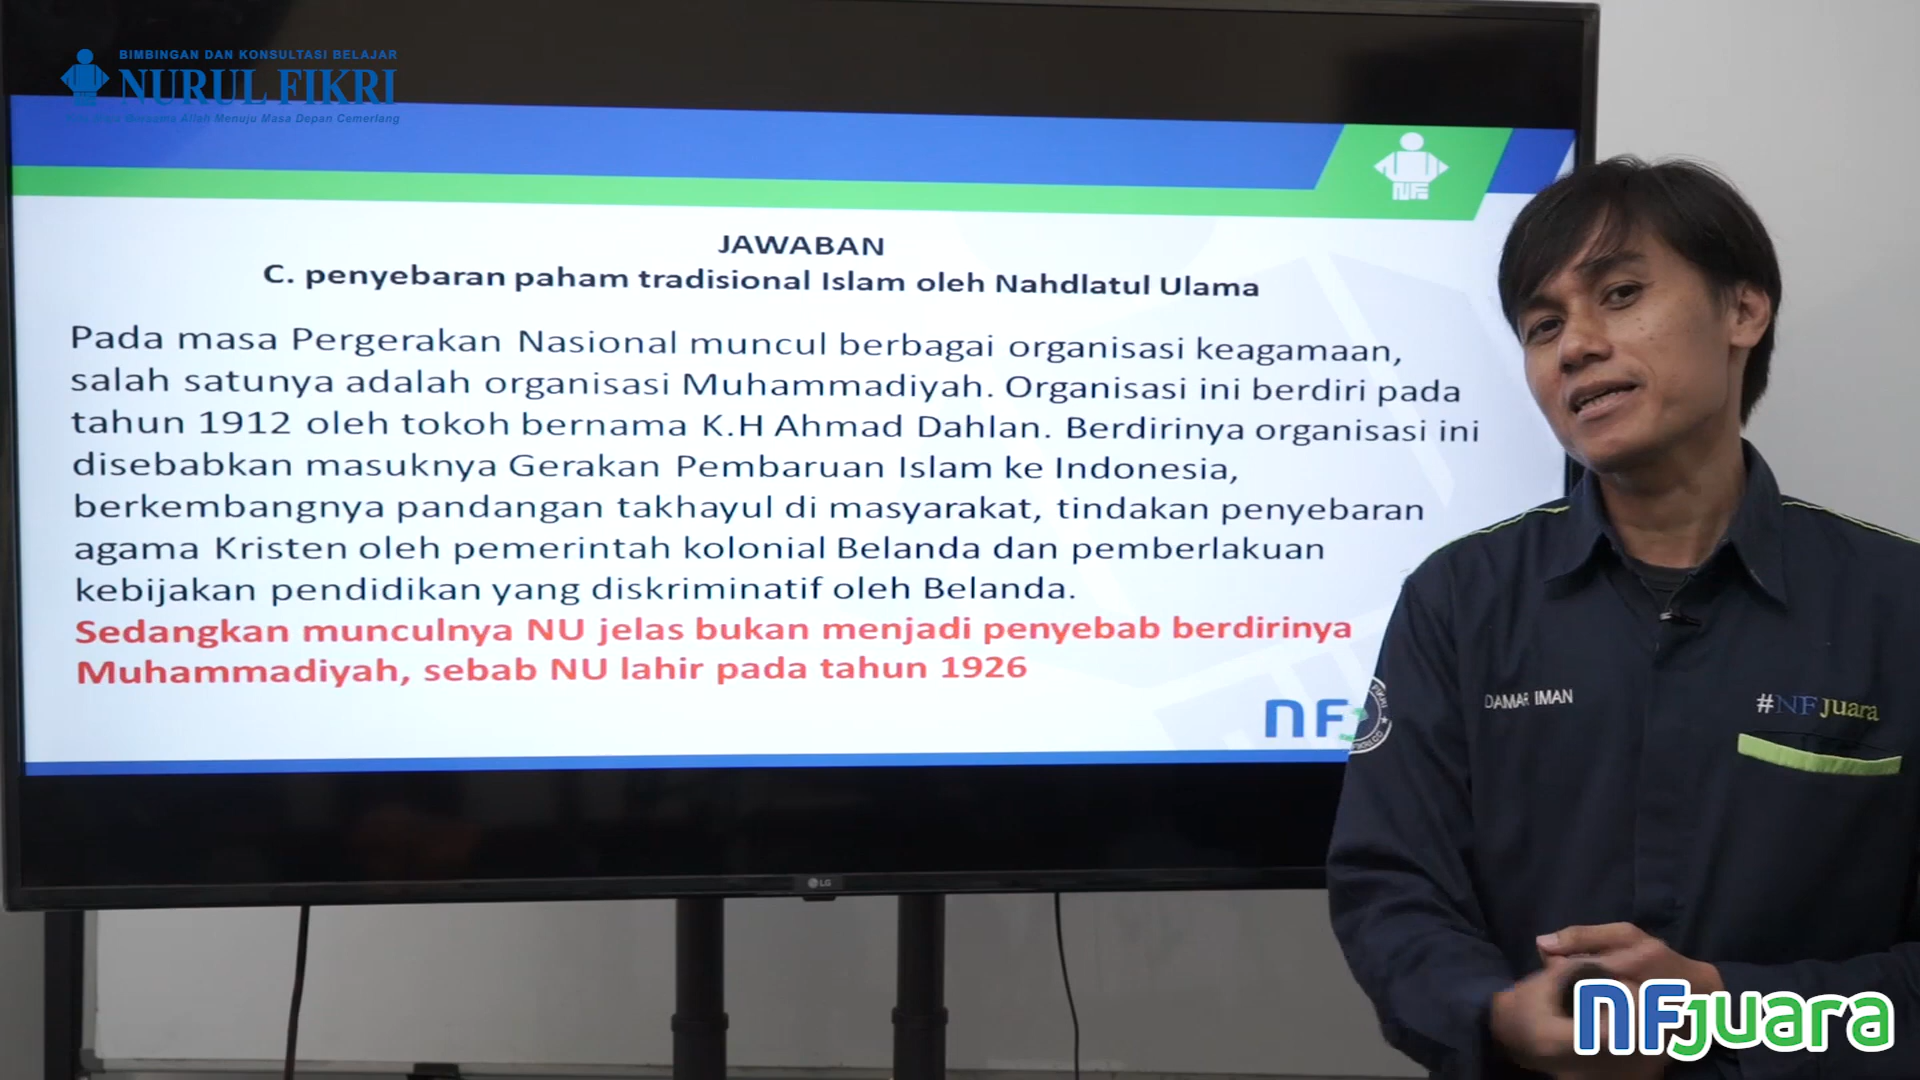 BIMBINGAN DAN KONSULTASI BELAJAR
NURUL FIKRI
Bersama Allah Menuju Masa Depan Cemerlang
NF
JAWABAN
C. penyebaran paham tradisional Islam oleh Nahdlatul Ulama
Pada masa Pergerakan Nasional muncul berbagai organisasi keagamaan,
salah satunya adalah organisasi Muhammadiyah. Organisasi ini berdiri pada
tahun 1912 oleh tokoh bernama K.H Ahmad Dahlan. Berdirinya organisasi ini
disebabkan masuknya Gerakan Pembaruan Islam ke Indonesia,
berkembangnya pandangan takhayul di masyarakat, tindakan penyebaran
agama Kristen oleh pemerintah kolonial Belanda dan pemberlakuan
kebijakan pendidikan yang diskriminatif oleh Belanda.
Sedangkan munculnya NU jelas bukan menjadi penyebab berdirinya
Muhammadiyah, sebab NU lahir pada tahun 1926
NF
DAMAR IMAN
#NFjuara
LG
NFjuara